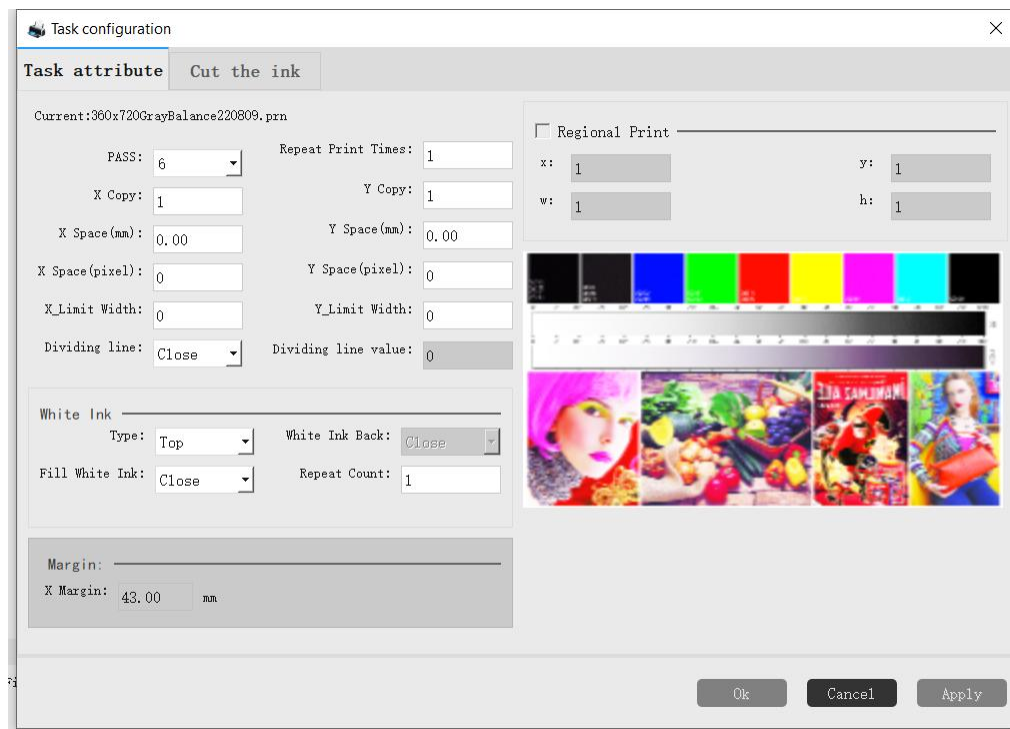 Task configuration
Task attribute
Cut the ink
Current:360x720GrayBalance220809.prn
PASS: 6
Repeat Print Times: 1
X Copy: 1
Y Copy: 1
X Space(mm): 0.00
Y Space(mm): 0.00
X Space(pixel): 0
Y Space(pixel): 0
X_Limit Width: 0
Y_Limit Width: 0
Dividing line: Close
Dividing line value: 0
White Ink
Type: Top
White Ink Back: Close
Fill White Ink: Close
Repeat Count: 1
Margin:
X Margin: 43.00 mm
Regional Print
x: 1
y: 1
w: 1
h: 1
Ok
Cancel
Apply